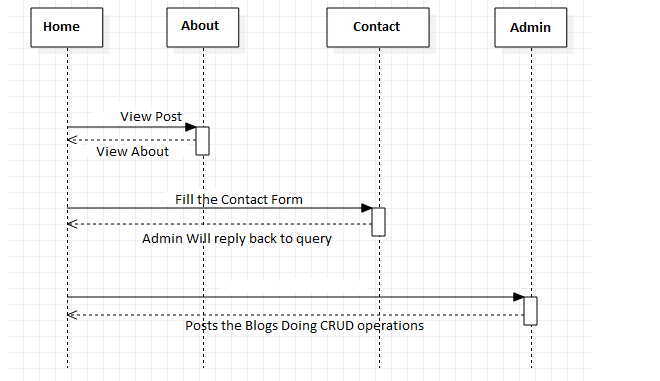 Home
About
Contact
Admin
View Post
View About
Fill the Contact Form
Admin Will reply back to query
Posts the Blogs Doing CRUD operations